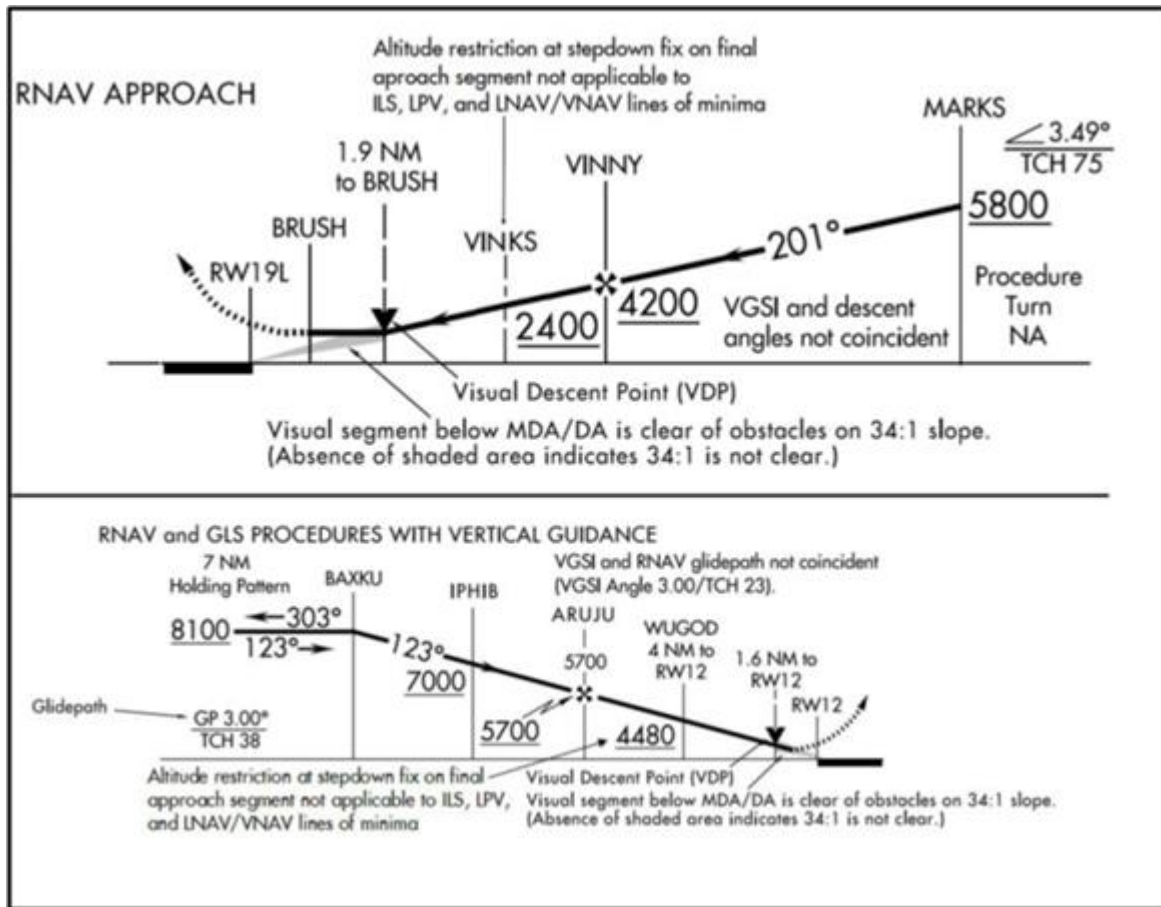 RNAV APPROACH
Altitude restriction at stepdown fix on final
aproach segment not applicable to
ILS, LPV, and LNAV/VNAV lines of minima
MARKS
3.49°
TCH 75
1.9 NM
to BRUSH
VINNY
BRUSH
VINKS
5800
201°
RW19L
Procedure
Turn
NA
4200
2400
VGSI and descent
angles not coincident
Visual Descent Point (VDP)
Visual segment below MDA/DA is clear of obstacles on 34:1 slope.
(Absence of shaded area indicates 34:1 is not clear.)
RNAV and GLS PROCEDURES WITH VERTICAL GUIDANCE
7 NM
Holding Pattern
BAXKU
IPHIB
VGSI and RNAV glidepath not coincident
(VGSI Angle 3.00/TCH 23).
ARUJU
WUGOD
4 NM to
RW12
1.6 NM to
RW12
8100
303°
123°
123°
7000
5700
RW12
Glidepath
GP 3.00°
TCH 38
5700
4480
Altitude restriction at stepdown fix on final
approach segment not applicable to ILS, LPV,
and LNAV/VNAV lines of minima
Visual Descent Point (VDP)
Visual segment below MDA/DA is clear of obstacles on 34:1 slope.
(Absence of shaded area indicates 34:1 is not clear.)